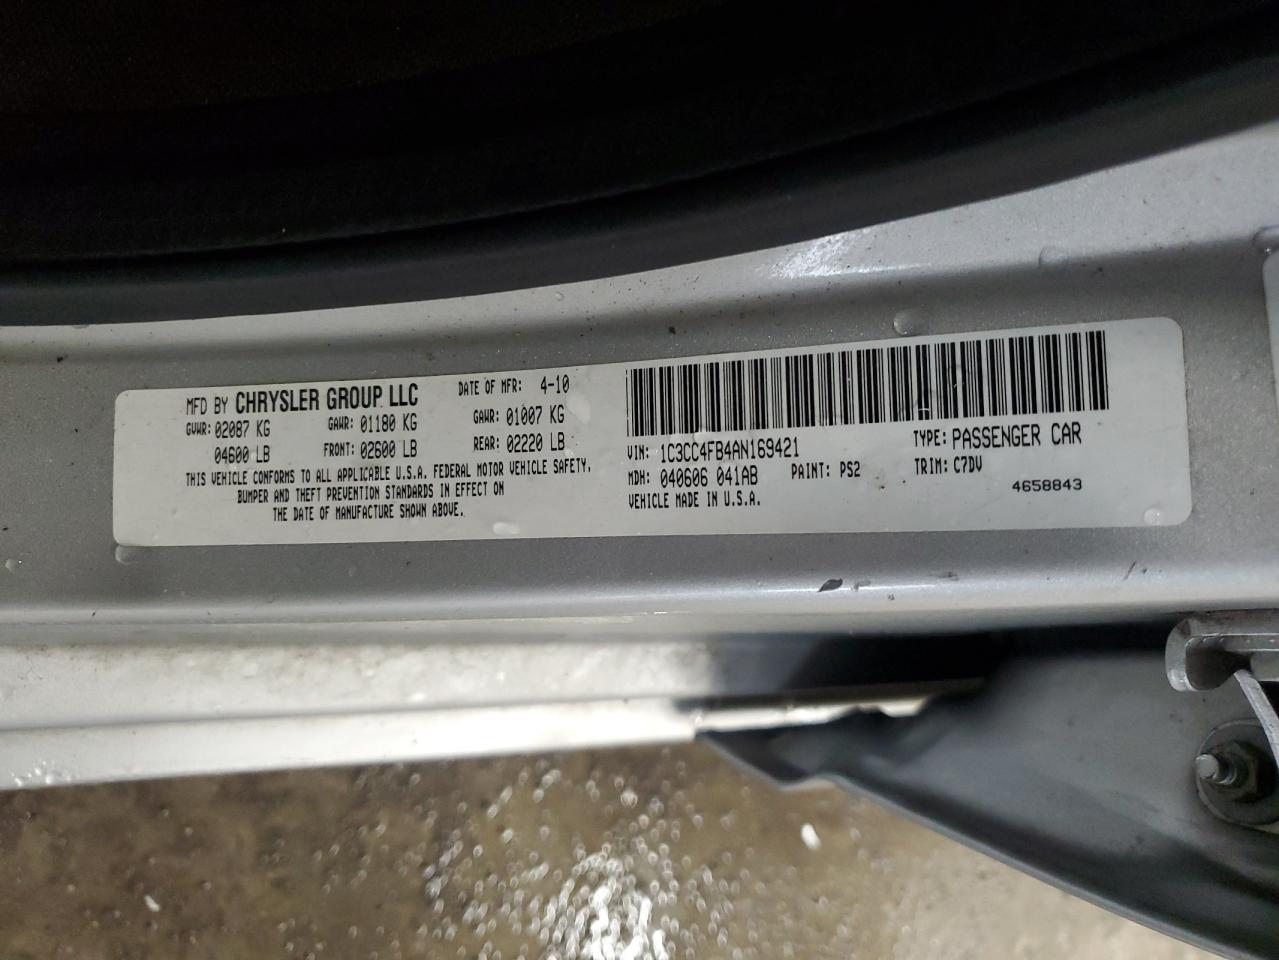 MFD BY CHRYSLER GROUP LLC DATE OF MFR: 4-10
GVWR: 02087 KG GAWR: 01180 KG GAWR: 01007 KG
04600 LB FRONT: 02600 LB REAR: 02220 LB
THIS VEHICLE CONFORMS TO ALL APPLICABLE U.S.A. FEDERAL MOTOR VEHICLE SAFETY,
BUMPER AND THEFT PREVENTION STANDARDS IN EFFECT ON
THE DATE OF MANUFACTURE SHOWN ABOVE.
VIN: 1C3CC4FB4AN169421 TYPE: PASSENGER CAR
MDH: 040606 041AB PAINT: PS2 TRIM: C7DV
VEHICLE MADE IN U.S.A. 4658843